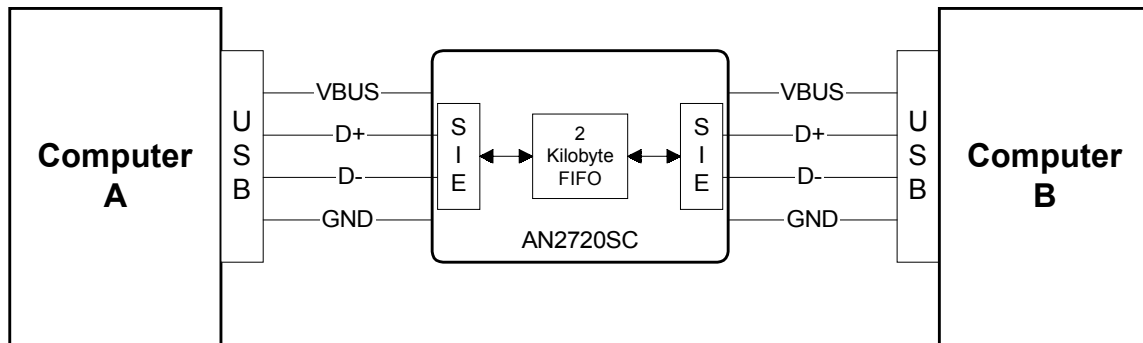 Computer
A
U
S
B
VBUS
D+
D-
GND
S
I
E
2
Kilobyte
FIFO
S
I
E
AN2720SC
VBUS
D+
D-
GND
U
S
B
Computer
B